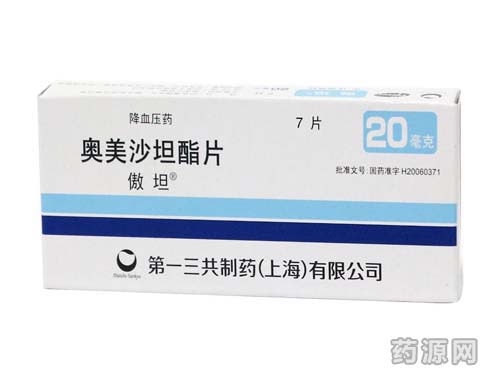 降血压药
7 片
20 毫克
奥美沙坦酯片
傲坦®
批准文号:国药准字 H20060371
Daiichi-Sankyo
第一三共制药(上海)有限公司
药源网